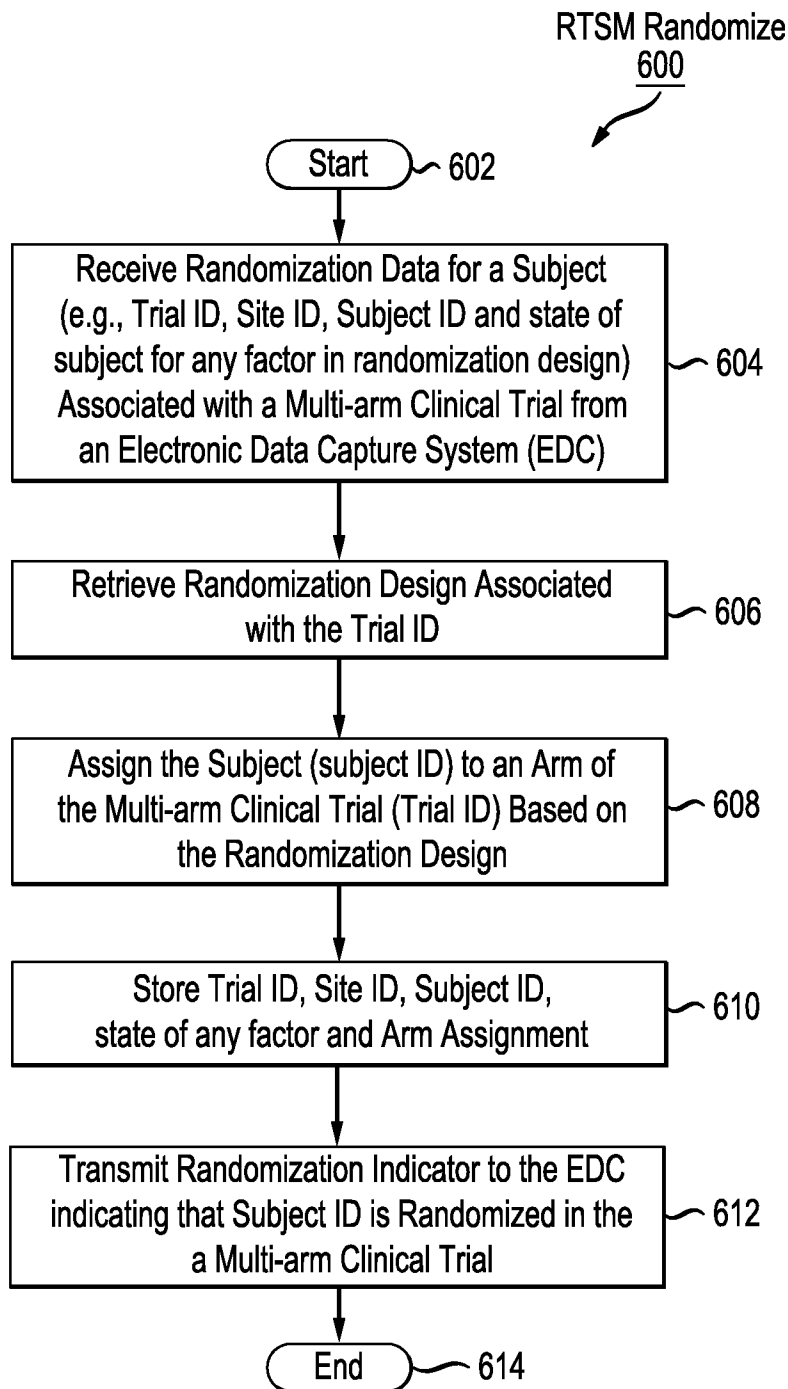 RTSM Randomize
600
Start
602
Receive Randomization Data for a Subject
(e.g., Trial ID, Site ID, Subject ID and state of
subject for any factor in randomization design)
Associated with a Multi-arm Clinical Trial from
an Electronic Data Capture System (EDC)
604
Retrieve Randomization Design Associated
with the Trial ID
606
Assign the Subject (subject ID) to an Arm of
the Multi-arm Clinical Trial (Trial ID) Based on
the Randomization Design
608
Store Trial ID, Site ID, Subject ID,
state of any factor and Arm Assignment
610
Transmit Randomization Indicator to the EDC
indicating that Subject ID is Randomized in the
a Multi-arm Clinical Trial
612
End
614